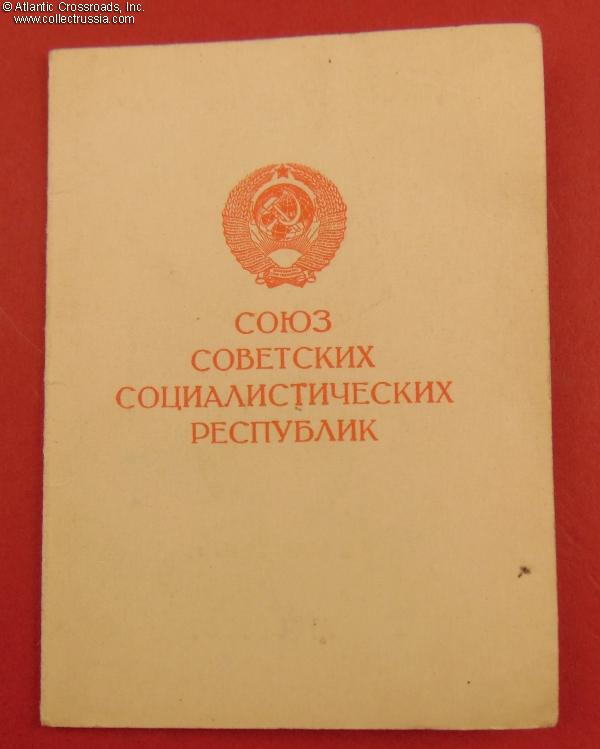 © Atlantic Crossroads, Inc.
www.collectrussia.com
СОЮЗ
СОВЕТСКИХ
СОЦИАЛИСТИЧЕСКИХ
РЕСПУБЛИК